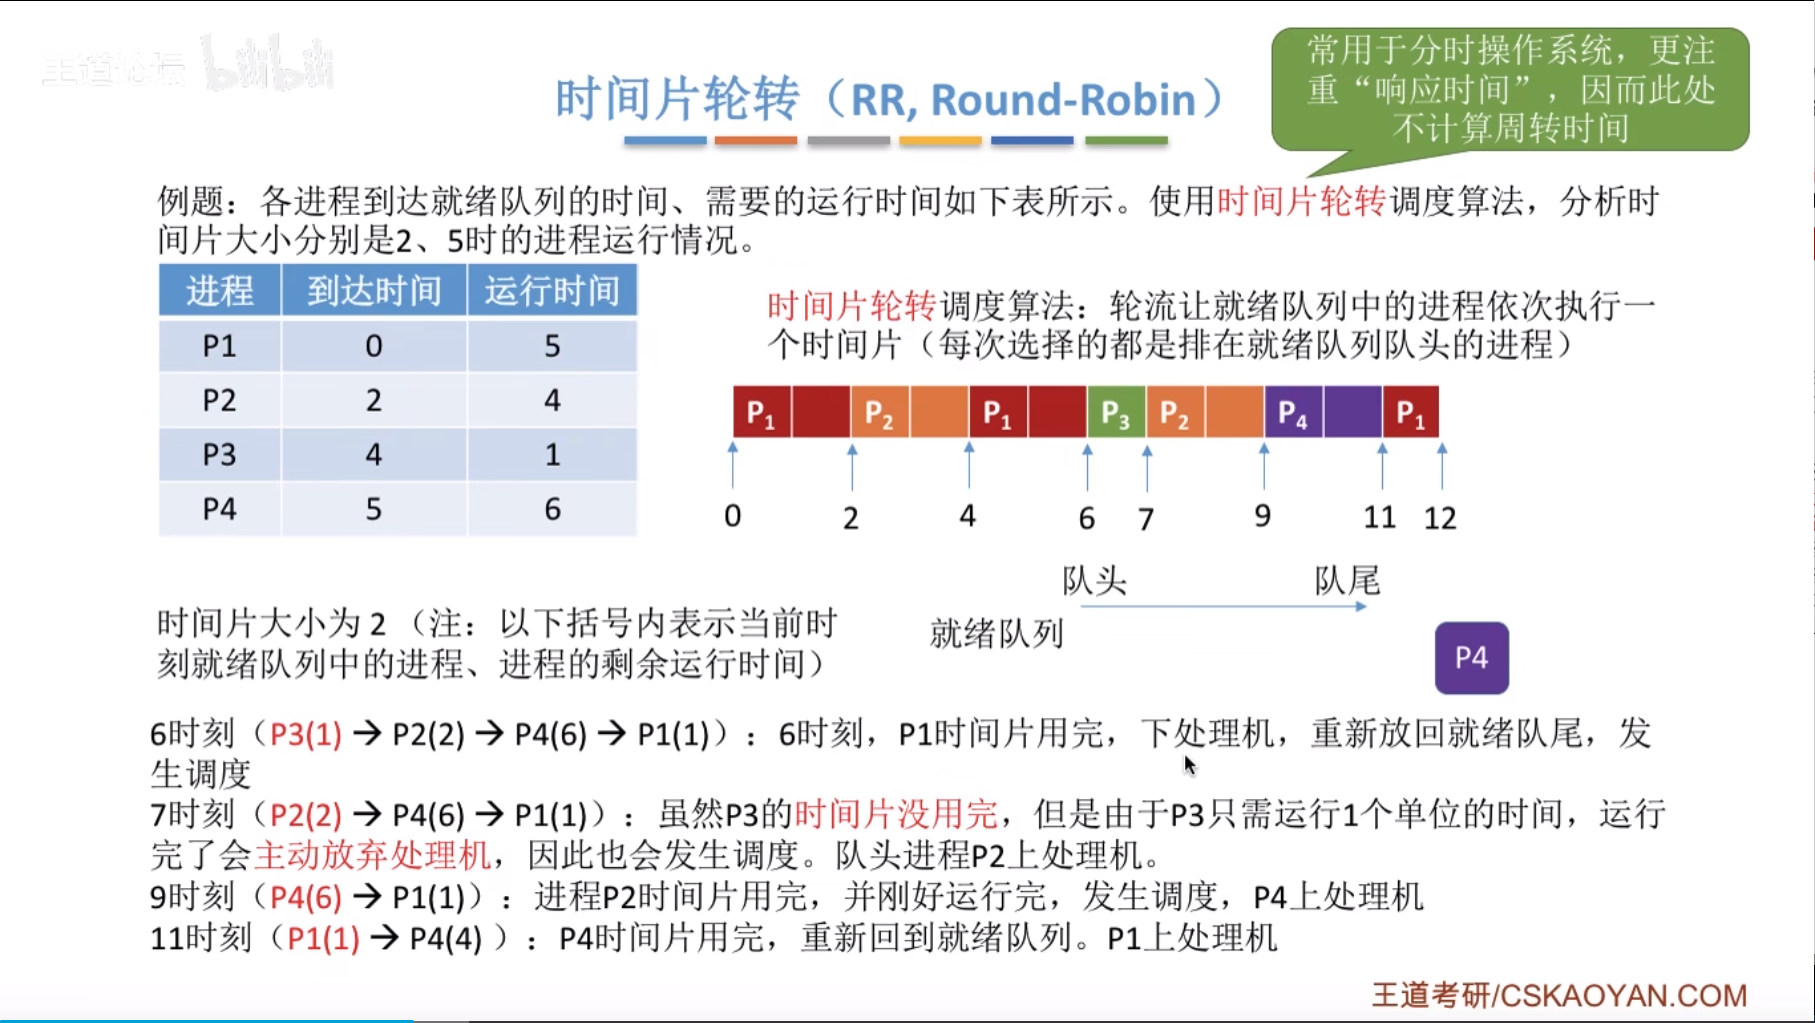 王道论坛 bilibili
常用于分时操作系统，更注
重“响应时间”，因而此处
不计算周转时间
时间片轮转（RR, Round-Robin）
例题：各进程到达就绪队列的时间、需要的运行时间如下表所示。使用时间片轮转调度算法，分析时
间片大小分别是2、5时的进程运行情况。
进程 到达时间 运行时间
P1 0 5
P2 2 4
P3 4 1
P4 5 6
时间片轮转调度算法：轮流让就绪队列中的进程依次执行一
个时间片（每次选择的都是排在就绪队列队头的进程）
P1 P2 P1 P3 P2 P4 P1
0 2 4 6 7 9 11 12
队头 队尾
就绪队列
P4
时间片大小为 2 （注：以下括号内表示当前时
刻就绪队列中的进程、进程的剩余运行时间）
6时刻（P3(1) → P2(2) → P4(6) → P1(1)）：6时刻，P1时间片用完，下处理机，重新放回就绪队尾，发
生调度
7时刻（P2(2) → P4(6) → P1(1)）：虽然P3的时间片没用完，但是由于P3只需运行1个单位的时间，运行
完了会主动放弃处理机，因此也会发生调度。队头进程P2上处理机。
9时刻（P4(6) → P1(1)）：进程P2时间片用完，并刚好运行完，发生调度，P4上处理机
11时刻（P1(1) → P4(4) ）：P4时间片用完，重新回到就绪队列。P1上处理机
王道考研/CSKAOYAN.COM